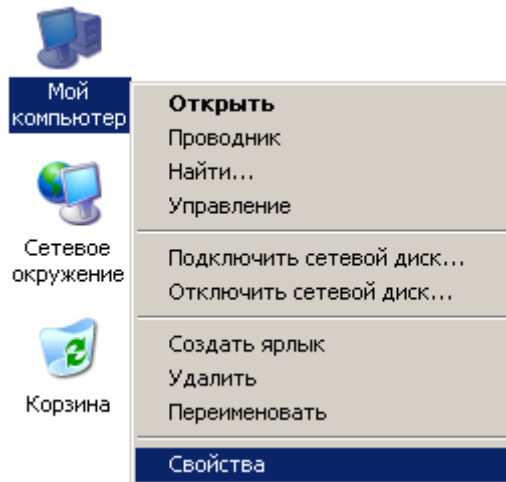 Мой
компьютер
Сетевое
окружение
Корзина
Открыть
Проводник
Найти...
Управление
Подключить сетевой диск...
Отключить сетевой диск...
Создать ярлык
Удалить
Переименовать
Свойства